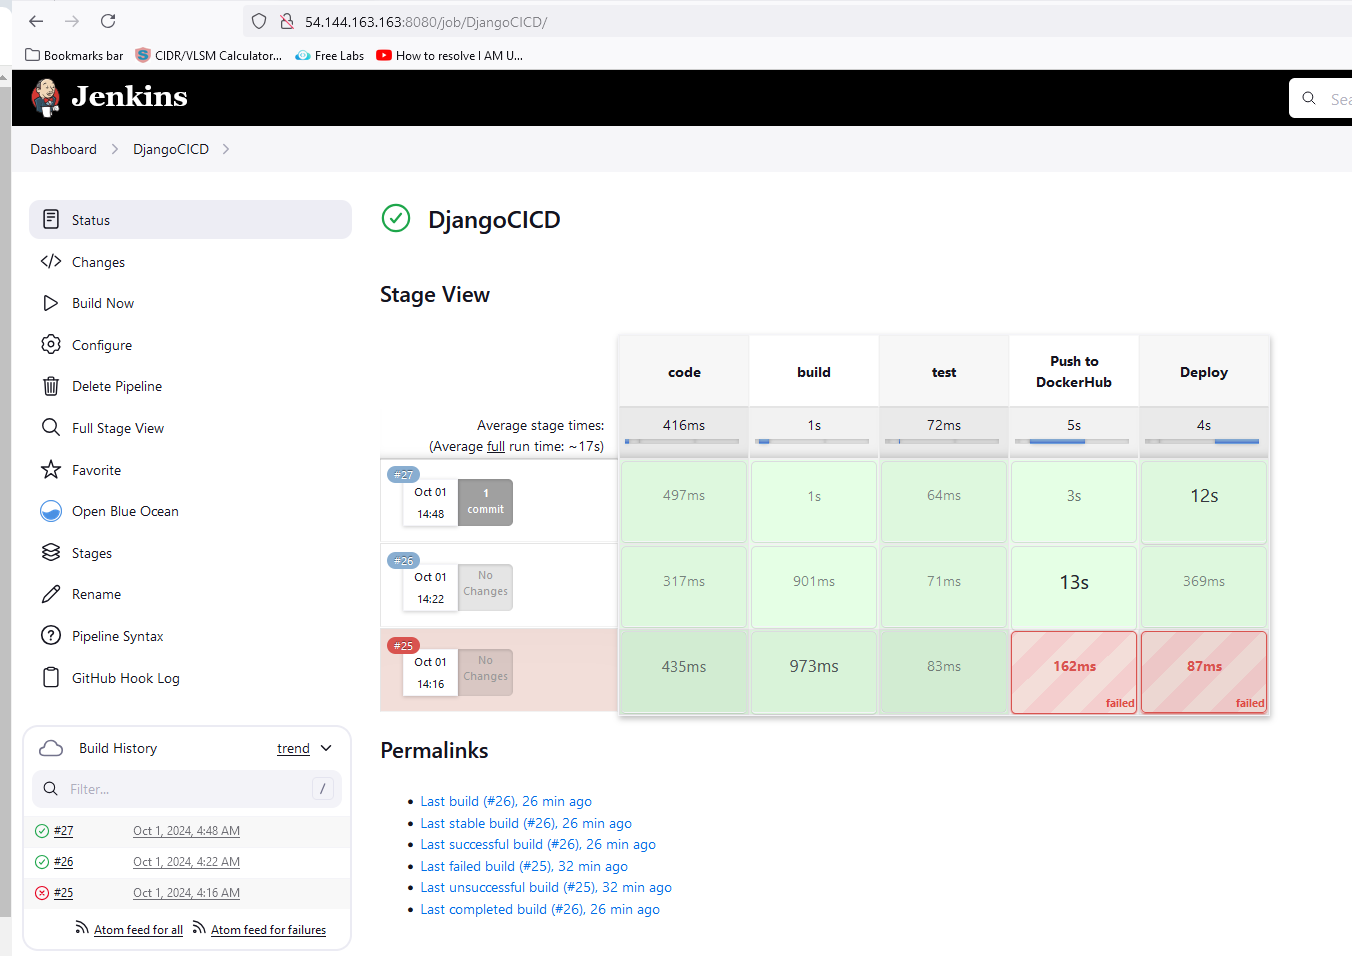 54.144.163.163:8080/job/DjangoCICD/
Bookmarks bar
CIDR/VLSM Calculator...
Free Labs
How to resolve I AM U...
Jenkins
Sea
Dashboard
DjangoCICD
Status
Changes
Build Now
Configure
Delete Pipeline
Full Stage View
Favorite
Open Blue Ocean
Stages
Rename
Pipeline Syntax
GitHub Hook Log
Build History
trend
Filter...
/
#27 Oct 1, 2024, 4:48 AM
#26 Oct 1, 2024, 4:22 AM
#25 Oct 1, 2024, 4:16 AM
Atom feed for all
Atom feed for failures
DjangoCICD
Stage View
code
build
test
Push to
DockerHub
Deploy
Average stage times:
(Average full run time: ~17s)
416ms
1s
72ms
5s
4s
#27
Oct 01
14:48
1
commit
497ms
1s
64ms
3s
12s
#26
Oct 01
14:22
No
Changes
317ms
901ms
71ms
13s
369ms
#25
Oct 01
14:16
No
Changes
435ms
973ms
83ms
162ms
failed
87ms
failed
Permalinks
Last build (#26), 26 min ago
Last stable build (#26), 26 min ago
Last successful build (#26), 26 min ago
Last failed build (#25), 32 min ago
Last unsuccessful build (#25), 32 min ago
Last completed build (#26), 26 min ago